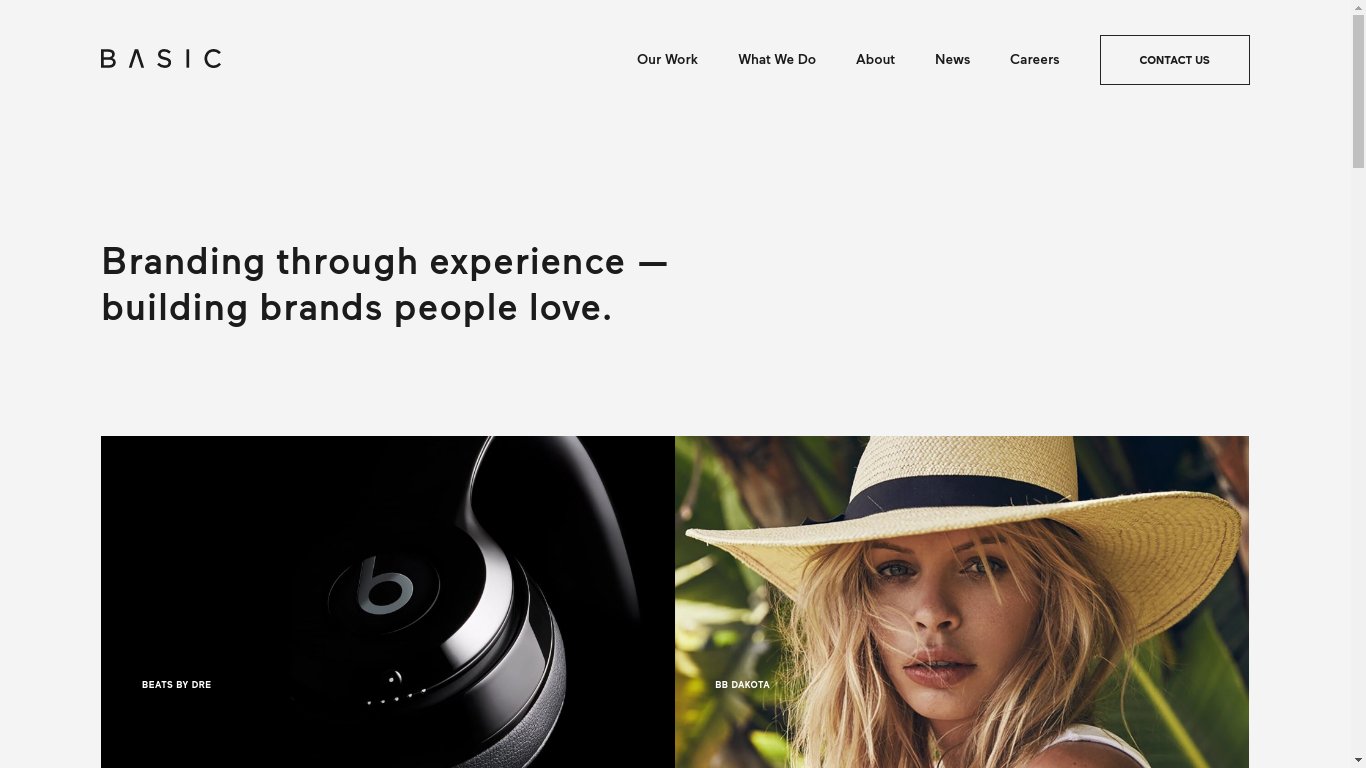 BASIC
Our Work
What We Do
About
News
Careers
CONTACT US
Branding through experience —
building brands people love.
b
BEATS BY DRE
BB DAKOTA